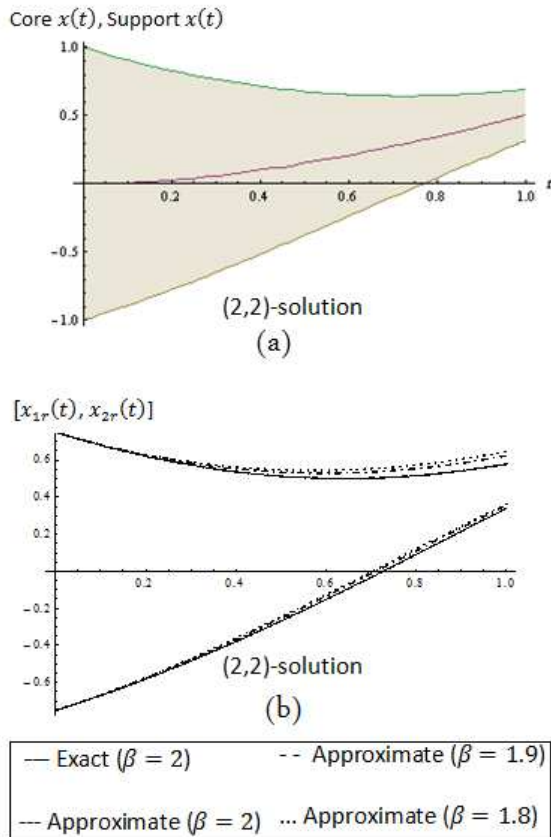 Core x(t), Support x(t)
1.0
0.5
0.2 0.4 0.6 0.8 1.0 t
−0.5
−1.0
(2,2)-solution
(a)
[x₁ᵣ(t), x₂ᵣ(t)]
0.6
0.4
0.2
0.2 0.4 0.6 0.8 1.0
−0.2
−0.4
−0.6
(2,2)-solution
(b)
— Exact (β = 2) -- Approximate (β = 1.9)
--- Approximate (β = 2) ... Approximate (β = 1.8)